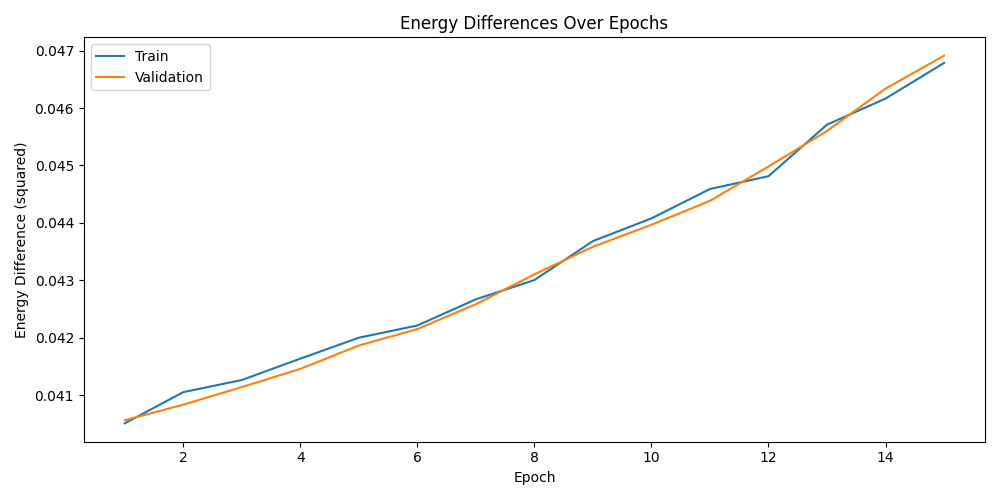 Energy Differences Over Epochs
Train
Validation
0.047
0.046
0.045
0.044
0.043
0.042
0.041
Energy Difference (squared)
2 4 6 8 10 12 14
Epoch